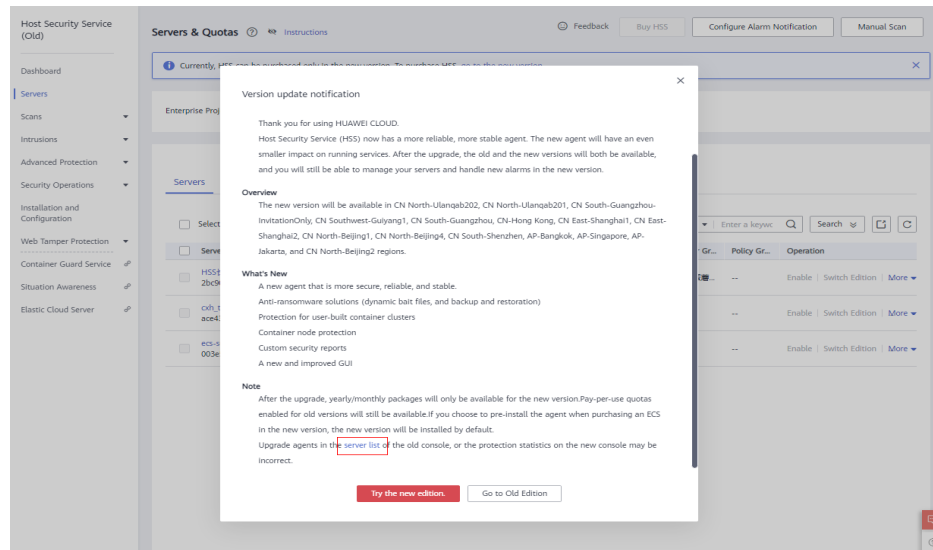 Host Security Service
(Old)
Dashboard
Servers
Scans
Intrusions
Advanced Protection
Security Operations
Installation and
Configuration
Web Tamper Protection
Container Guard Service
Situation Awareness
Elastic Cloud Server
Servers & Quotas
Instructions
Feedback
Buy HSS
Configure Alarm Notification
Manual Scan
Currently, HSS can be purchased only in the new version. To purchase HSS, go to the new version
Enterprise Proj
Servers
Select
Enter a keywc
Search
Serve
Gr...
Policy Gr...
Operation
2bc9
--
Enable
Switch Edition
More
cxh_t
ace4
--
Enable
Switch Edition
More
ecs-s
003e
--
Enable
Switch Edition
More
Version update notification
Thank you for using HUAWEI CLOUD.
Host Security Service (HSS) now has a more reliable, more stable agent. The new agent will have an even
smaller impact on running services. After the upgrade, the old and the new versions will both be available,
and you will still be able to manage your servers and handle new alarms in the new version.
Overview
The new version will be available in CN North-Ulanqab202, CN North-Ulanqab201, CN South-Guangzhou-
InvitationOnly, CN Southwest-Guiyang1, CN South-Guangzhou, CN-Hong Kong, CN East-Shanghai1, CN East-
Shanghai2, CN North-Beijing1, CN North-Beijing4, CN South-Shenzhen, AP-Bangkok, AP-Singapore, AP-
Jakarta, and CN North-Beijing2 regions.
What's New
A new agent that is more secure, reliable, and stable.
Anti-ransomware solutions (dynamic bait files, and backup and restoration)
Protection for user-built container clusters
Container node protection
Custom security reports
A new and improved GUI
Note
After the upgrade, yearly/monthly packages will only be available for the new version.Pay-per-use quotas
enabled for old versions will still be available.If you choose to pre-install the agent when purchasing an ECS
in the new version, the new version will be installed by default.
Upgrade agents in the server list of the old console, or the protection statistics on the new console may be
incorrect.
Try the new edition.
Go to Old Edition